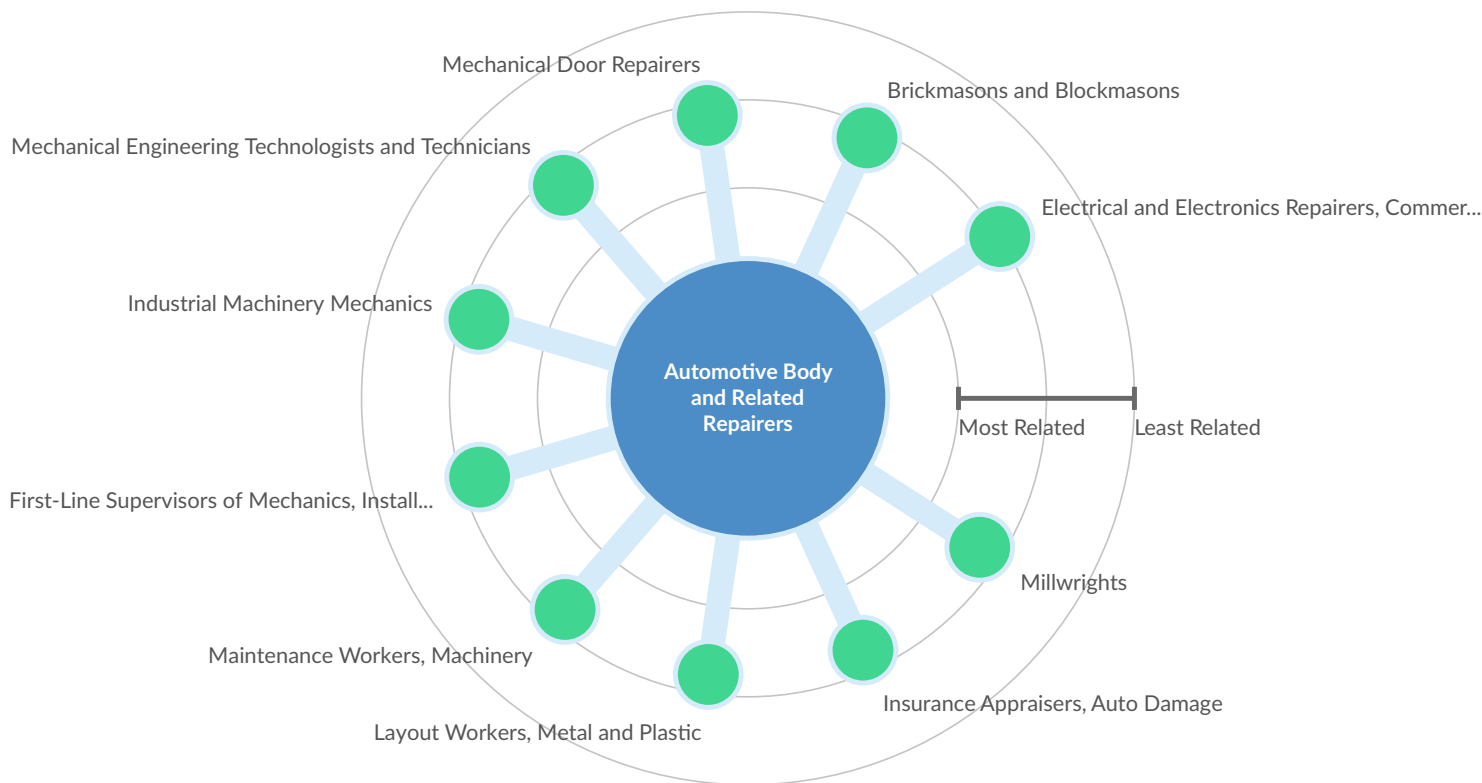 Mechanical Door Repairers
Brickmasons and Blockmasons
Mechanical Engineering Technologists and Technicians
Electrical and Electronics Repairers, Commer...
Industrial Machinery Mechanics
Automotive Body
and Related
Repairers
Most Related
Least Related
First-Line Supervisors of Mechanics, Install...
Millwrights
Maintenance Workers, Machinery
Insurance Appraisers, Auto Damage
Layout Workers, Metal and Plastic